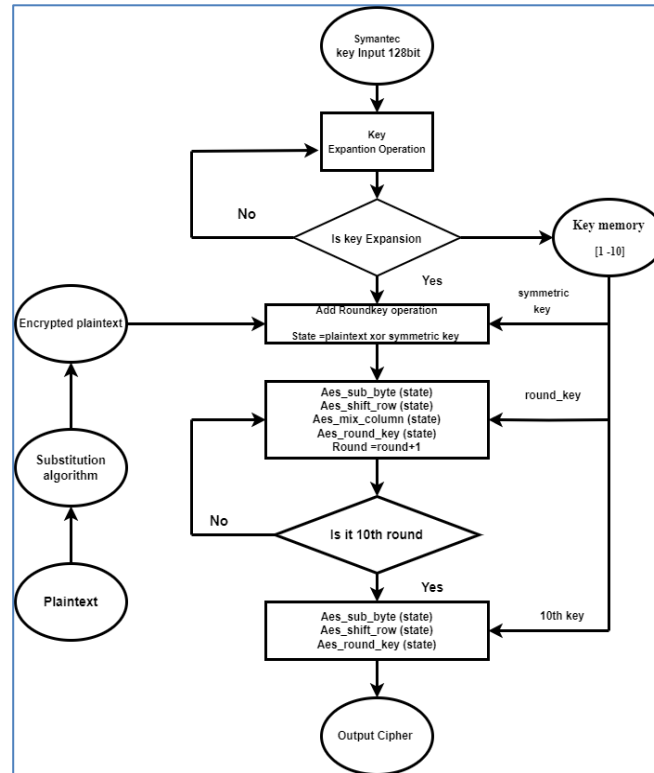 Symantec
key Input 128bit
Key
Expantion Operation
No
Is key Expansion
Key memory
[1 -10]
Yes
symmetric
key
Encrypted plaintext
Add Roundkey operation
State =plaintext xor symmetric key
Aes_sub_byte (state)
Aes_shift_row (state)
Aes_mix_column (state)
Aes_round_key (state)
Round =round+1
round_key
Substitution
algorithm
No
Is it 10th round
Plaintext
Yes
Aes_sub_byte (state)
Aes_shift_row (state)
Aes_round_key (state)
10th key
Output Cipher